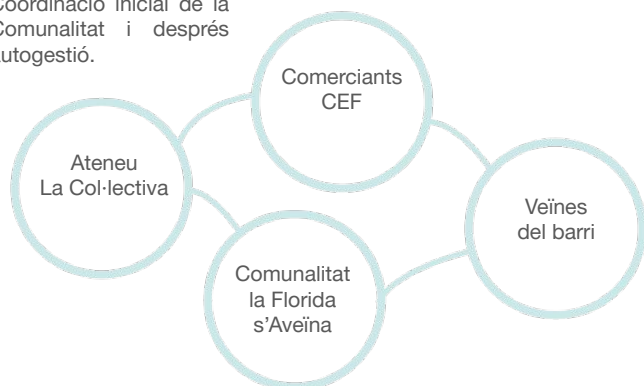 Coordinació inicial de la
Comunalitat i després
autogestió.
Comerciants
CEF
Ateneu
La Col·lectiva
Veïnes
del barri
Comunalitat
la Florida
s’Aveïna